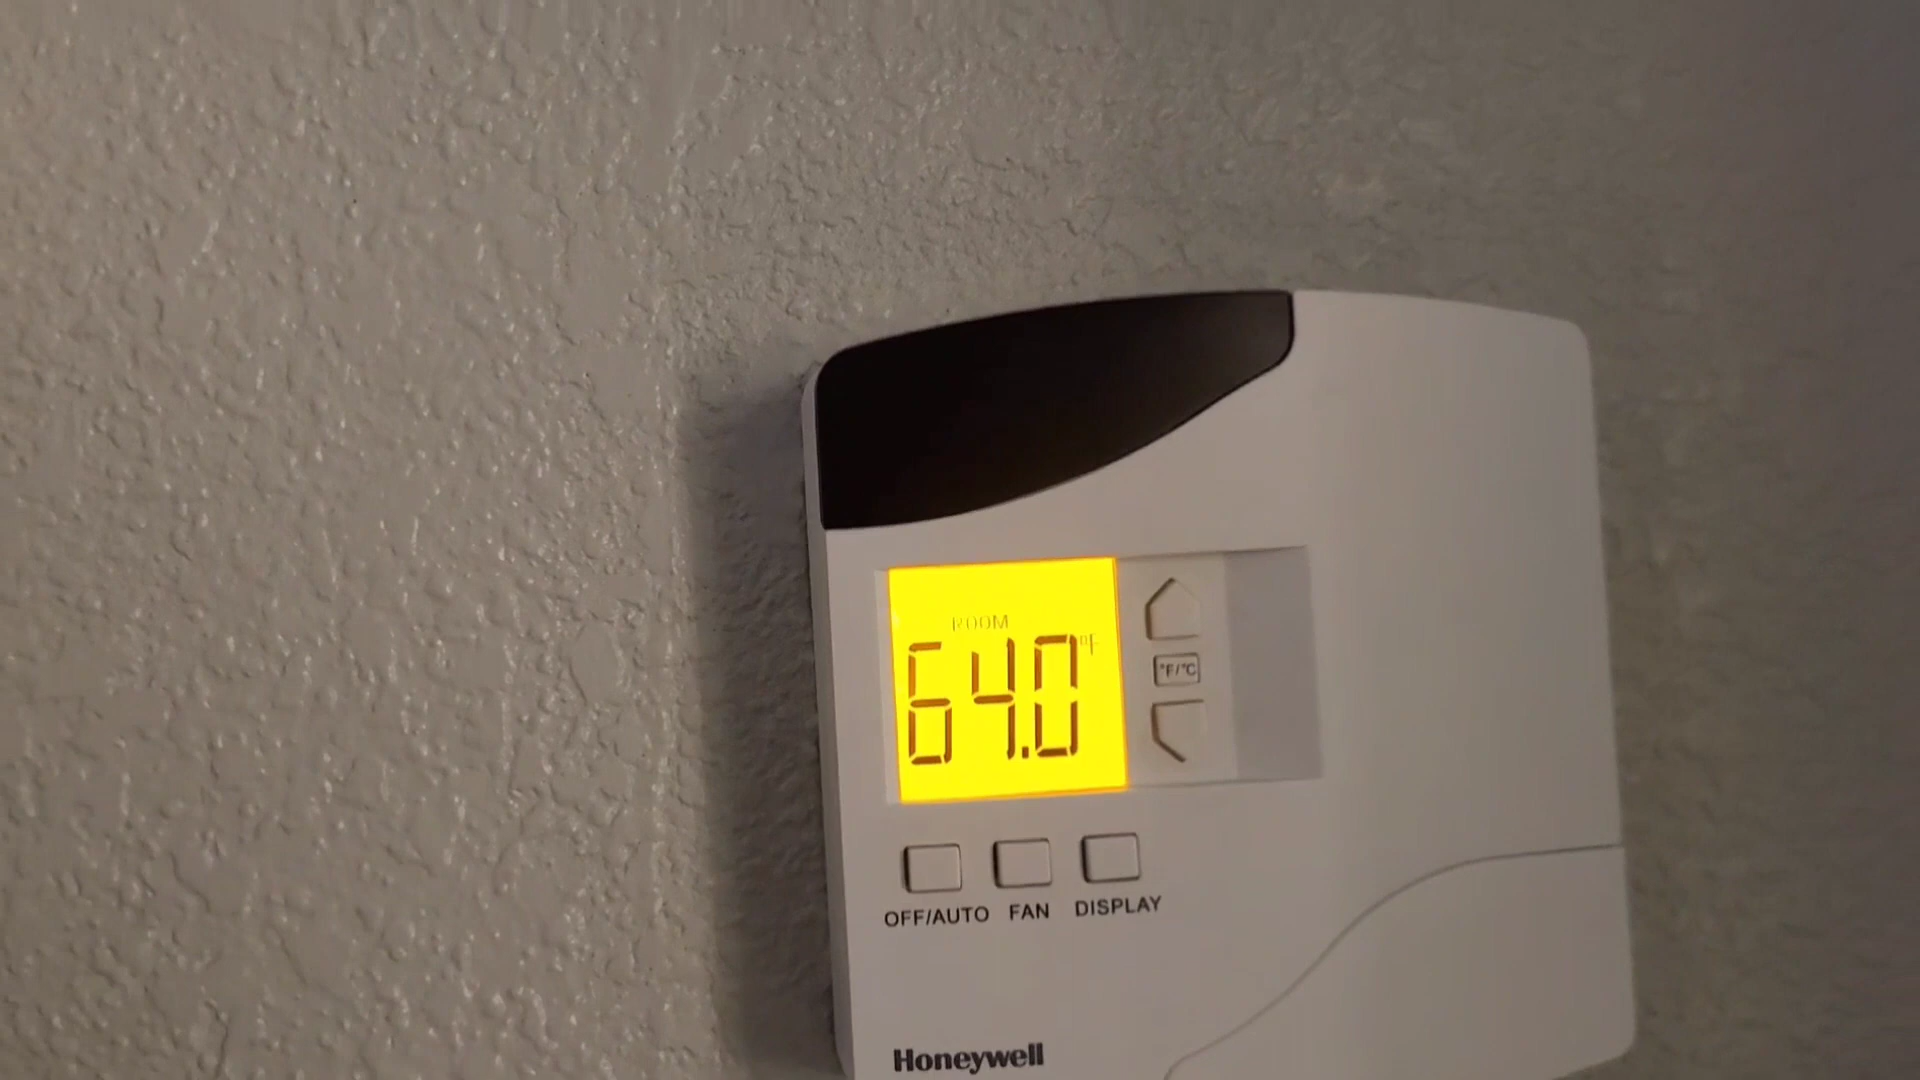 ROOM
64.0°F
°F/°C
OFF/AUTO FAN DISPLAY
Honeywell